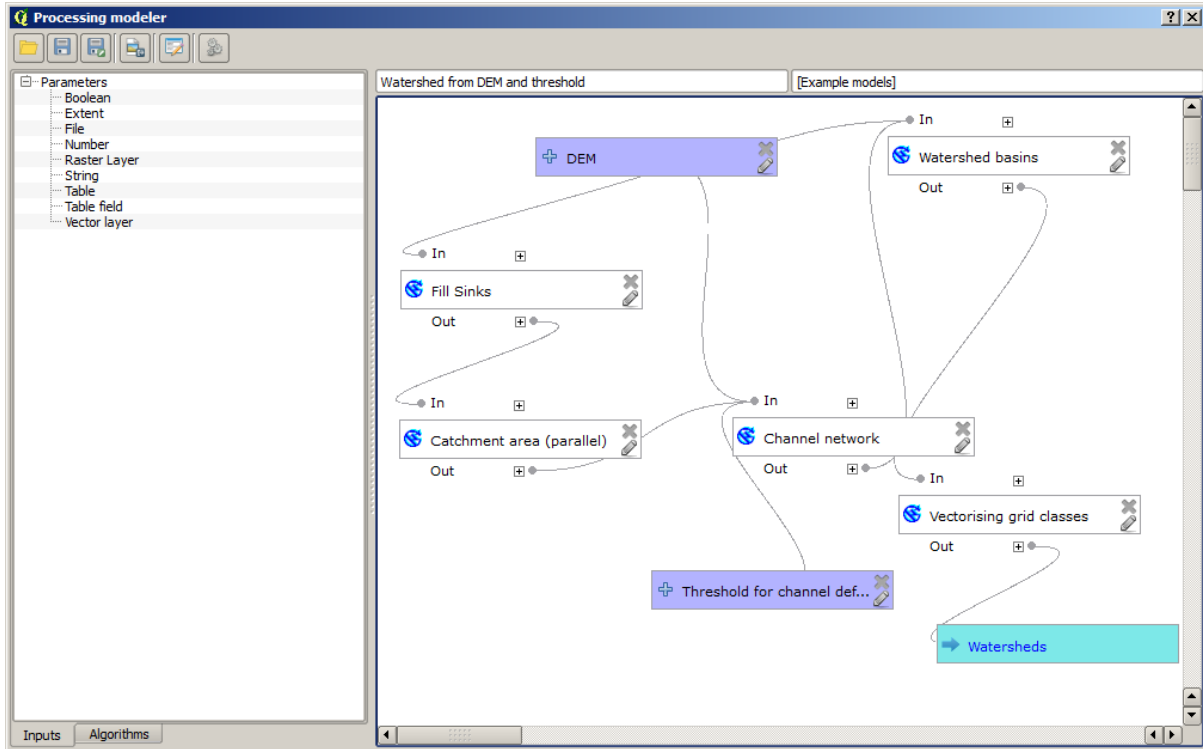 Processing modeler
Parameters
Boolean
Extent
File
Number
Raster Layer
String
Table
Table field
Vector layer
Inputs
Algorithms
Watershed from DEM and threshold
[Example models]
DEM
In
Watershed basins
Out
In
Fill Sinks
Out
In
Catchment area (parallel)
Out
In
Channel network
Out
In
Vectorising grid classes
Out
Threshold for channel def...
Watersheds